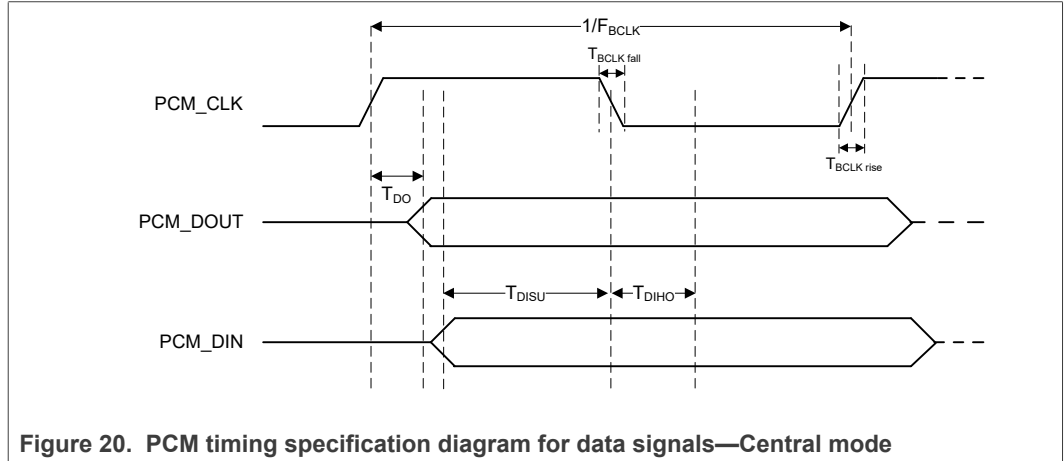 1/FBCLK
TBCLK fall
PCM_CLK
TBCLK rise
TDO
PCM_DOUT
TDISU
TDIHO
PCM_DIN
Figure 20. PCM timing specification diagram for data signals—Central mode